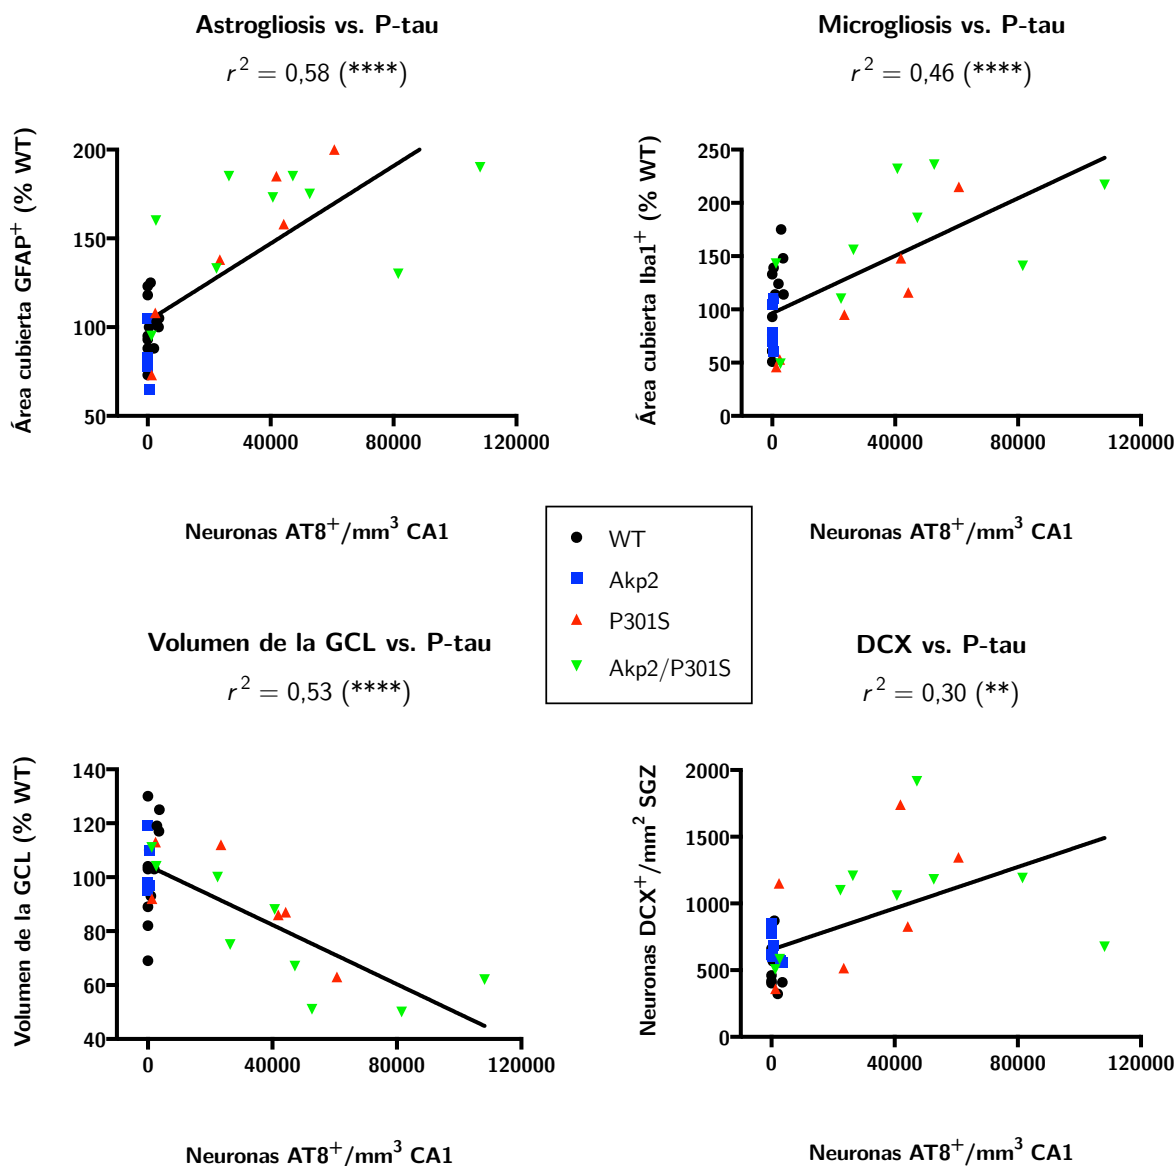 Astrogliosis vs. P-tau
r² = 0,58 (****)
Área cubierta GFAP⁺ (% WT)
200
150
100
50
0 40000 80000 120000
Neuronas AT8⁺/mm³ CA1
Microgliosis vs. P-tau
r² = 0,46 (****)
Área cubierta Iba1⁺ (% WT)
250
200
150
100
50
0
0 40000 80000 120000
Neuronas AT8⁺/mm³ CA1
WT
Akp2
P301S
Akp2/P301S
Volumen de la GCL vs. P-tau
r² = 0,53 (****)
Volumen de la GCL (% WT)
140
120
100
80
60
40
0 40000 80000 120000
Neuronas AT8⁺/mm³ CA1
DCX vs. P-tau
r² = 0,30 (**)
Neuronas DCX⁺/mm² SGZ
2000
1500
1000
500
0
0 40000 80000 120000
Neuronas AT8⁺/mm³ CA1